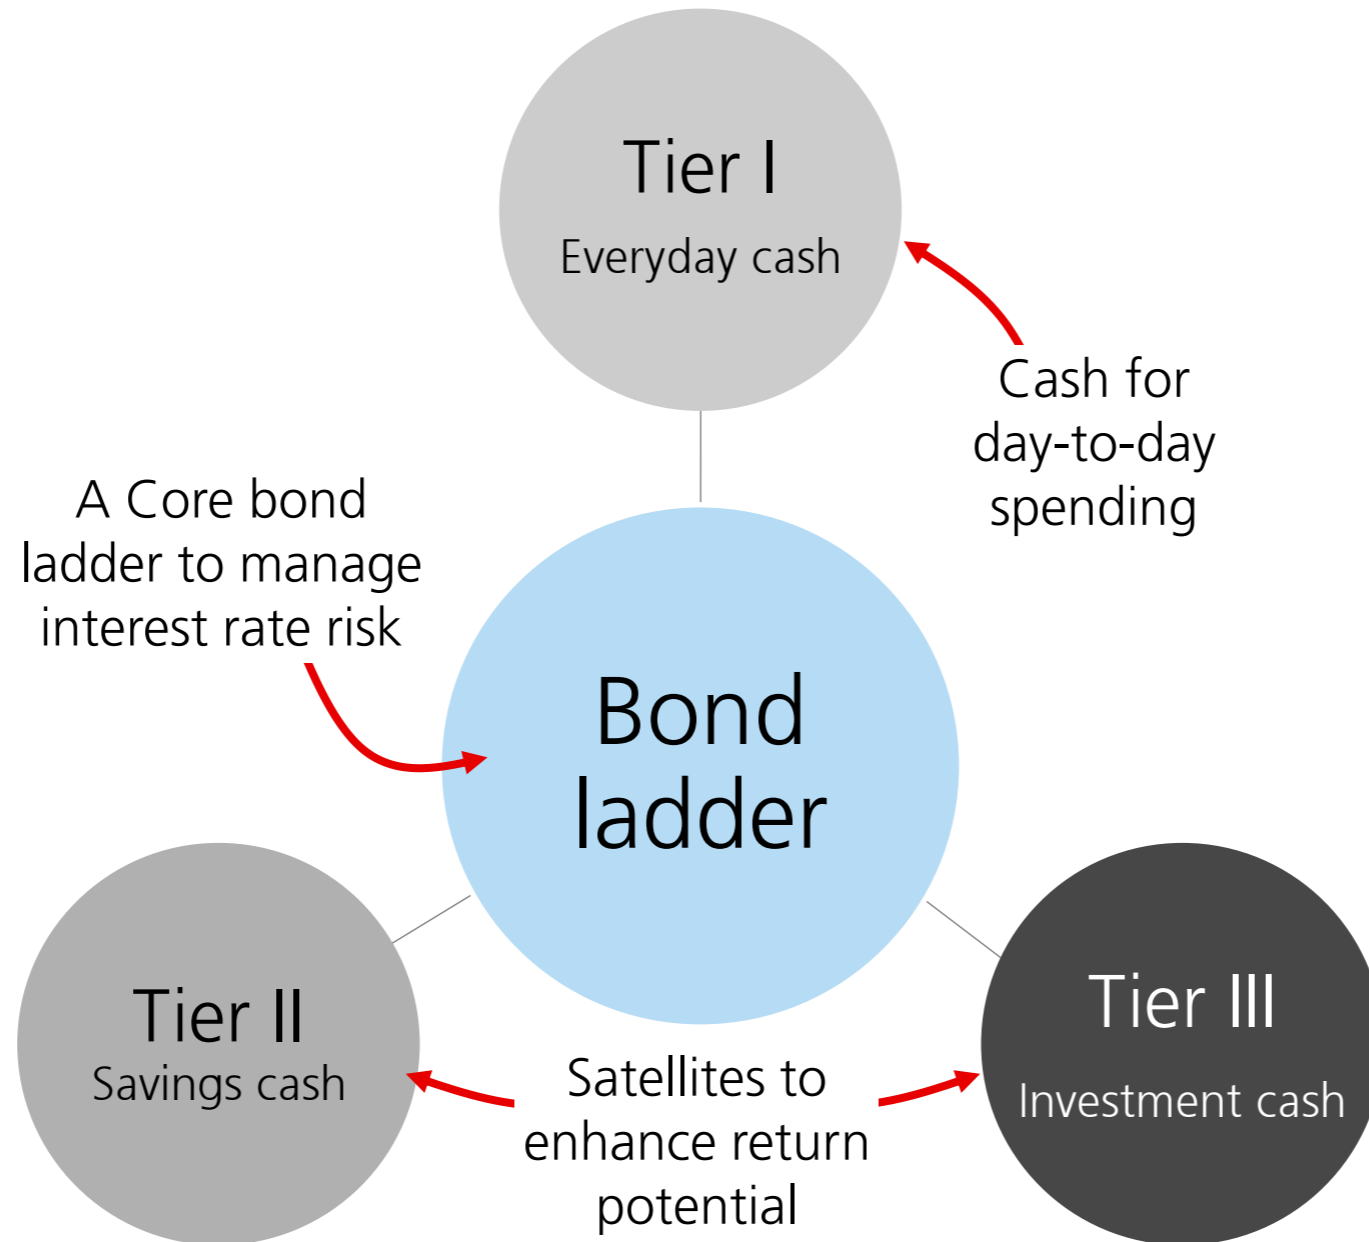 Tier I
Everyday cash
Cash for
day-to-day
spending
A Core bond
ladder to manage
interest rate risk
Bond
ladder
Tier II
Savings cash
Satellites to
enhance return
potential
Tier III
Investment cash